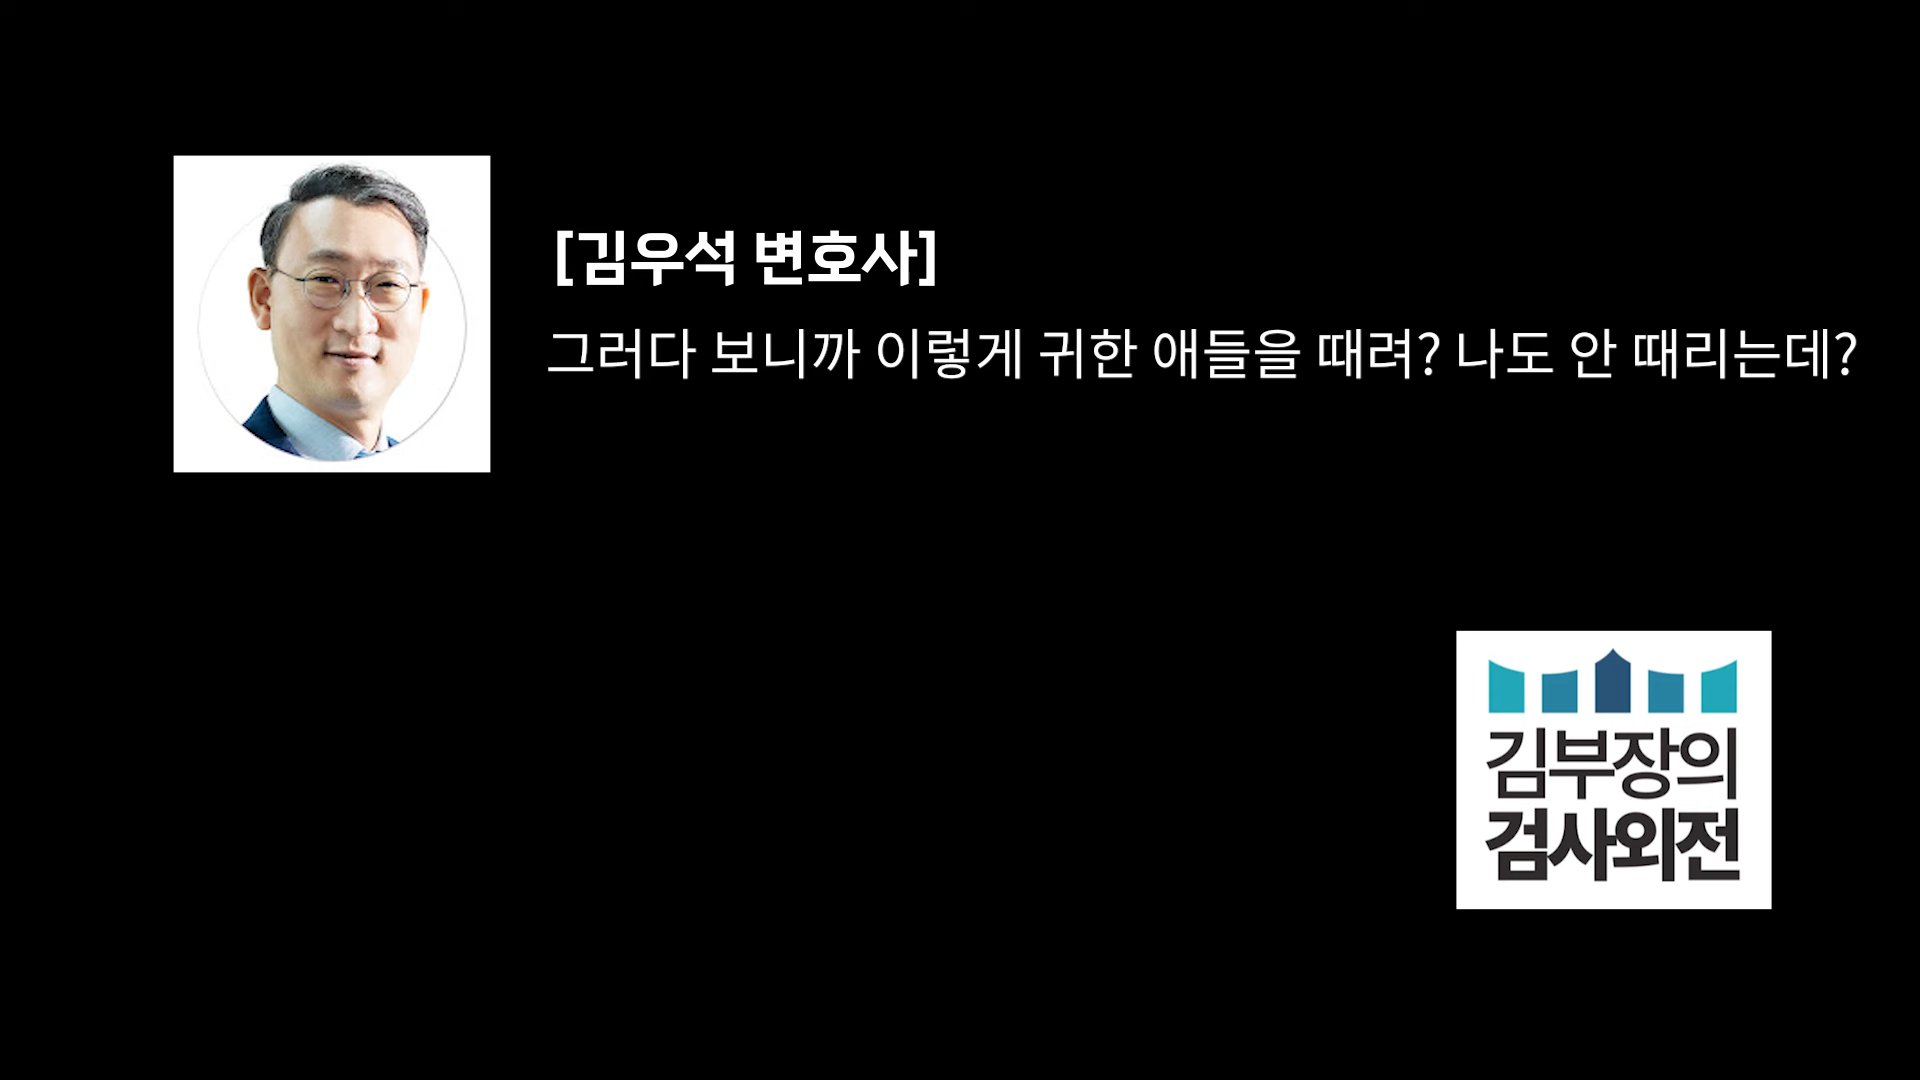 [김우석 변호사]
그러다 보니까 이렇게 귀한 애들을 때려? 나도 안 때리는데?
김부장의
검사외전